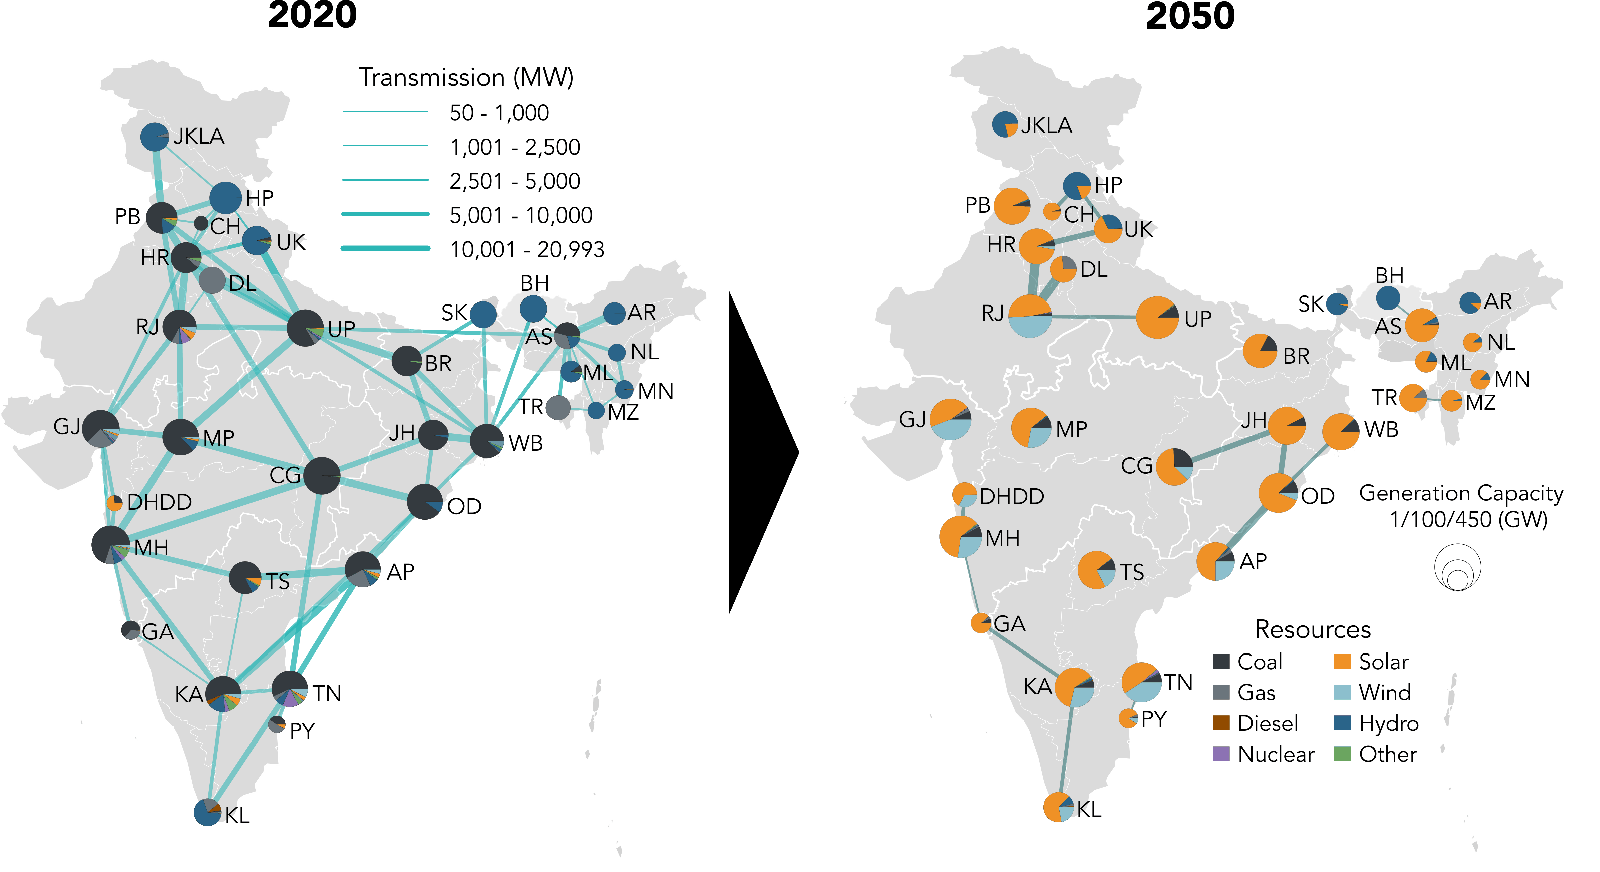 2020
2050
Transmission (MW)
50 - 1,000
1,001 - 2,500
2,501 - 5,000
5,001 - 10,000
10,001 - 20,993
JKLA
HP
PB
CH
UK
HR
DL
RJ
UP
SK
BH
AR
AS
NL
BR
ML
MN
TR
MZ
GJ
MP
JH
WB
CG
DHDD
OD
MH
TS
AP
GA
KA
TN
PY
KL
JKLA
HP
PB
CH
UK
HR
DL
RJ
UP
SK
BH
AR
AS
NL
BR
ML
MN
TR
MZ
GJ
MP
JH
WB
CG
DHDD
OD
MH
TS
AP
GA
KA
TN
PY
KL
Generation Capacity
1/100/450 (GW)
Resources
Coal
Solar
Gas
Wind
Diesel
Hydro
Nuclear
Other